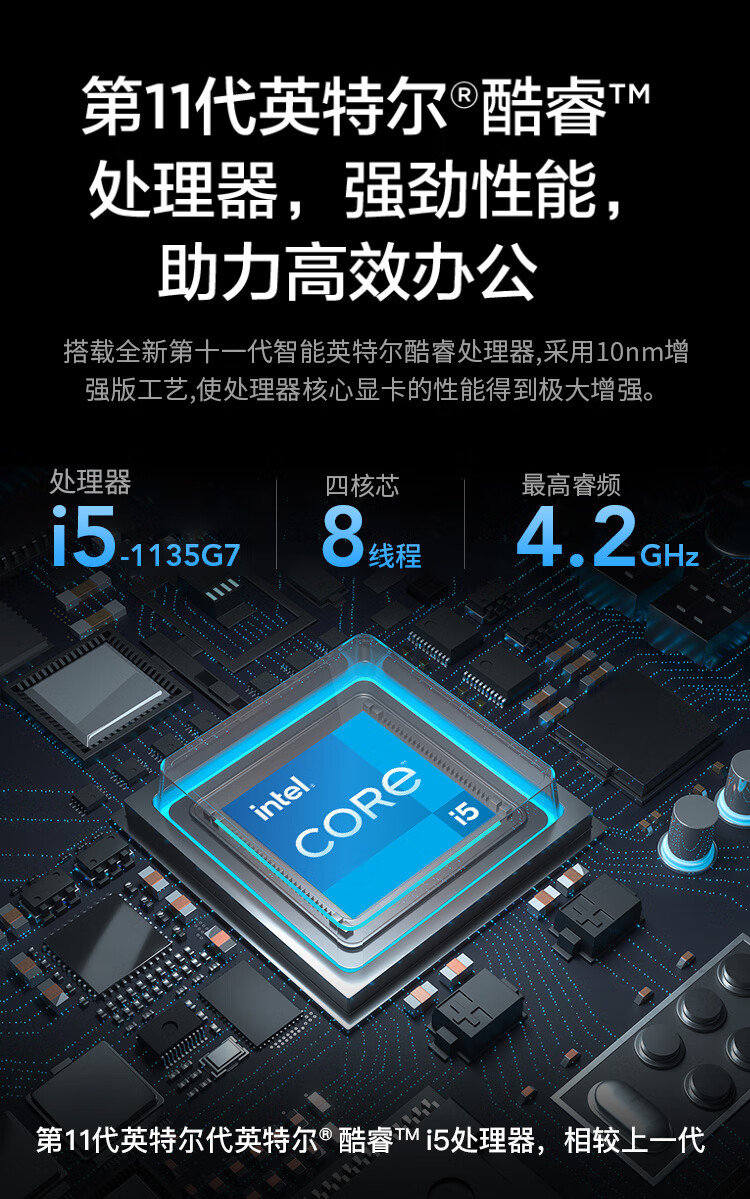 第11代英特尔®酷睿™
处理器，强劲性能，
助力高效办公
搭载全新第十一代智能英特尔酷睿处理器,采用10nm增
强版工艺,使处理器核心显卡的性能得到极大增强。
处理器
i5-1135G7
四核芯
8线程
最高睿频
4.2GHz
intel.
CORe™
i5
第11代英特尔代英特尔® 酷睿™ i5处理器，相较上一代